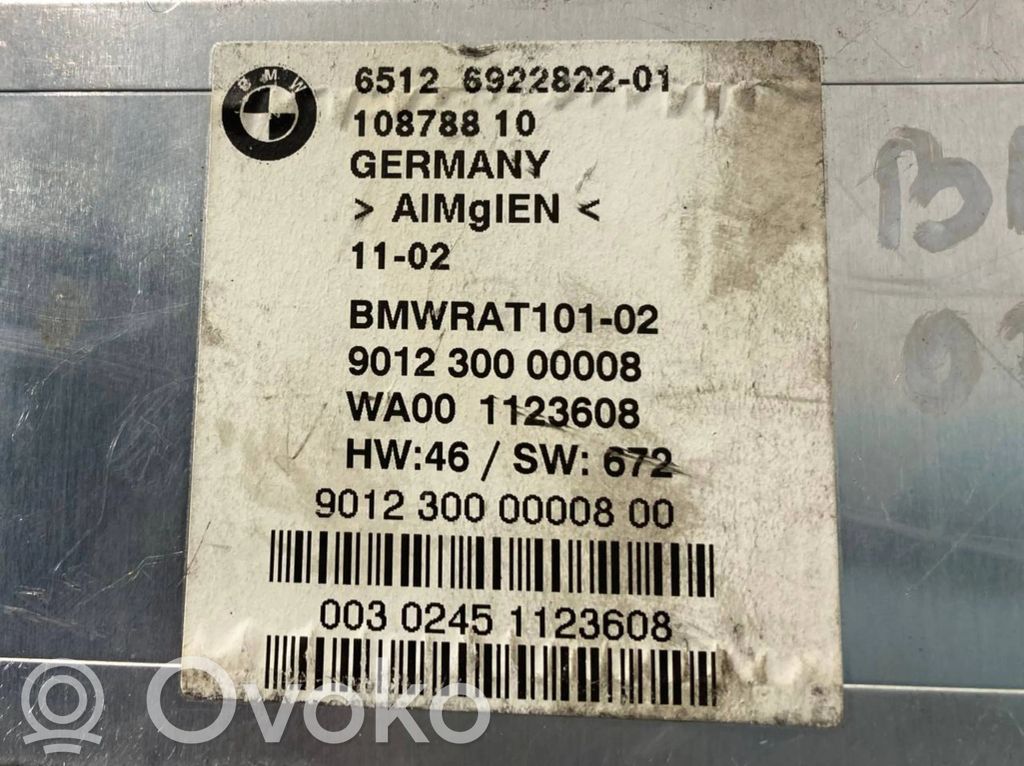 BMW
6512 6922822-01
108788 10
GERMANY
> AlMgIEN <
11-02
BMWRAT101-02
9012 300 00008
WA00 1123608
HW:46 / SW: 672
9012 300 00008 00
003 0245 1123608
Ovoko